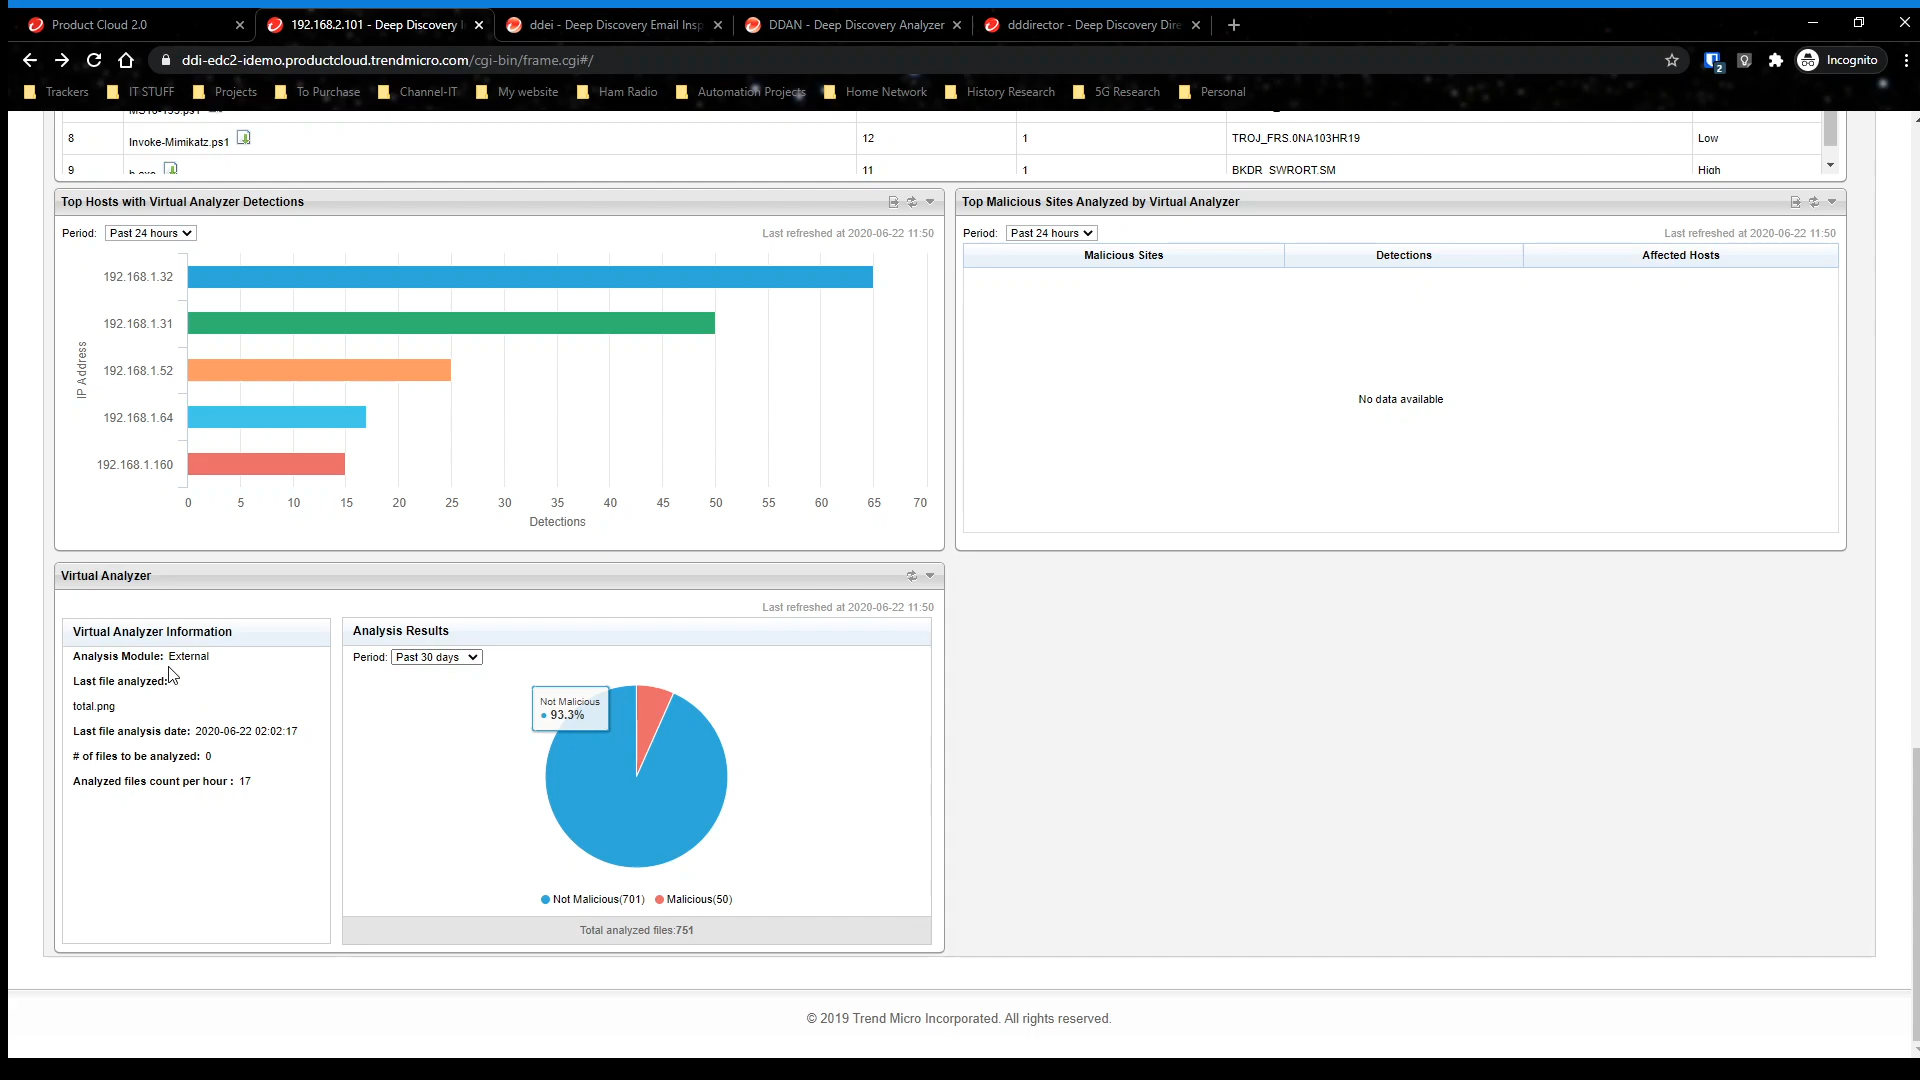 Product Cloud 2.0
192.168.2.101 - Deep Discovery I
ddei - Deep Discovery Email Insp
DDAN - Deep Discovery Analyzer
dddirector - Deep Discovery Dire
ddi-edc2-idemo.productcloud.trendmicro.com/cgi-bin/frame.cgi#/
2
Incognito
Trackers IT STUFF Projects To Purchase Channel-IT My website Ham Radio Automation Projects Home Network History Research 5G Research Personal
8 Invoke-Mimikatz.ps1 12 1 TROJ_FRS.0NA103HR19 Low
9 11 1 BKDR_SWRORT.SM High
Top Hosts with Virtual Analyzer Detections
Period: Past 24 hours
Last refreshed at 2020-06-22 11:50
IP Address
192.168.1.32
192.168.1.31
192.168.1.52
192.168.1.64
192.168.1.160
0 5 10 15 20 25 30 35 40 45 50 55 60 65 70
Detections
Top Malicious Sites Analyzed by Virtual Analyzer
Period: Past 24 hours
Last refreshed at 2020-06-22 11:50
Malicious Sites Detections Affected Hosts
No data available
Virtual Analyzer
Last refreshed at 2020-06-22 11:50
Virtual Analyzer Information
Analysis Module: External
Last file analyzed:
total.png
Last file analysis date: 2020-06-22 02:02:17
# of files to be analyzed: 0
Analyzed files count per hour : 17
Analysis Results
Period: Past 30 days
Not Malicious
93.3%
Not Malicious(701) Malicious(50)
Total analyzed files:751
© 2019 Trend Micro Incorporated. All rights reserved.